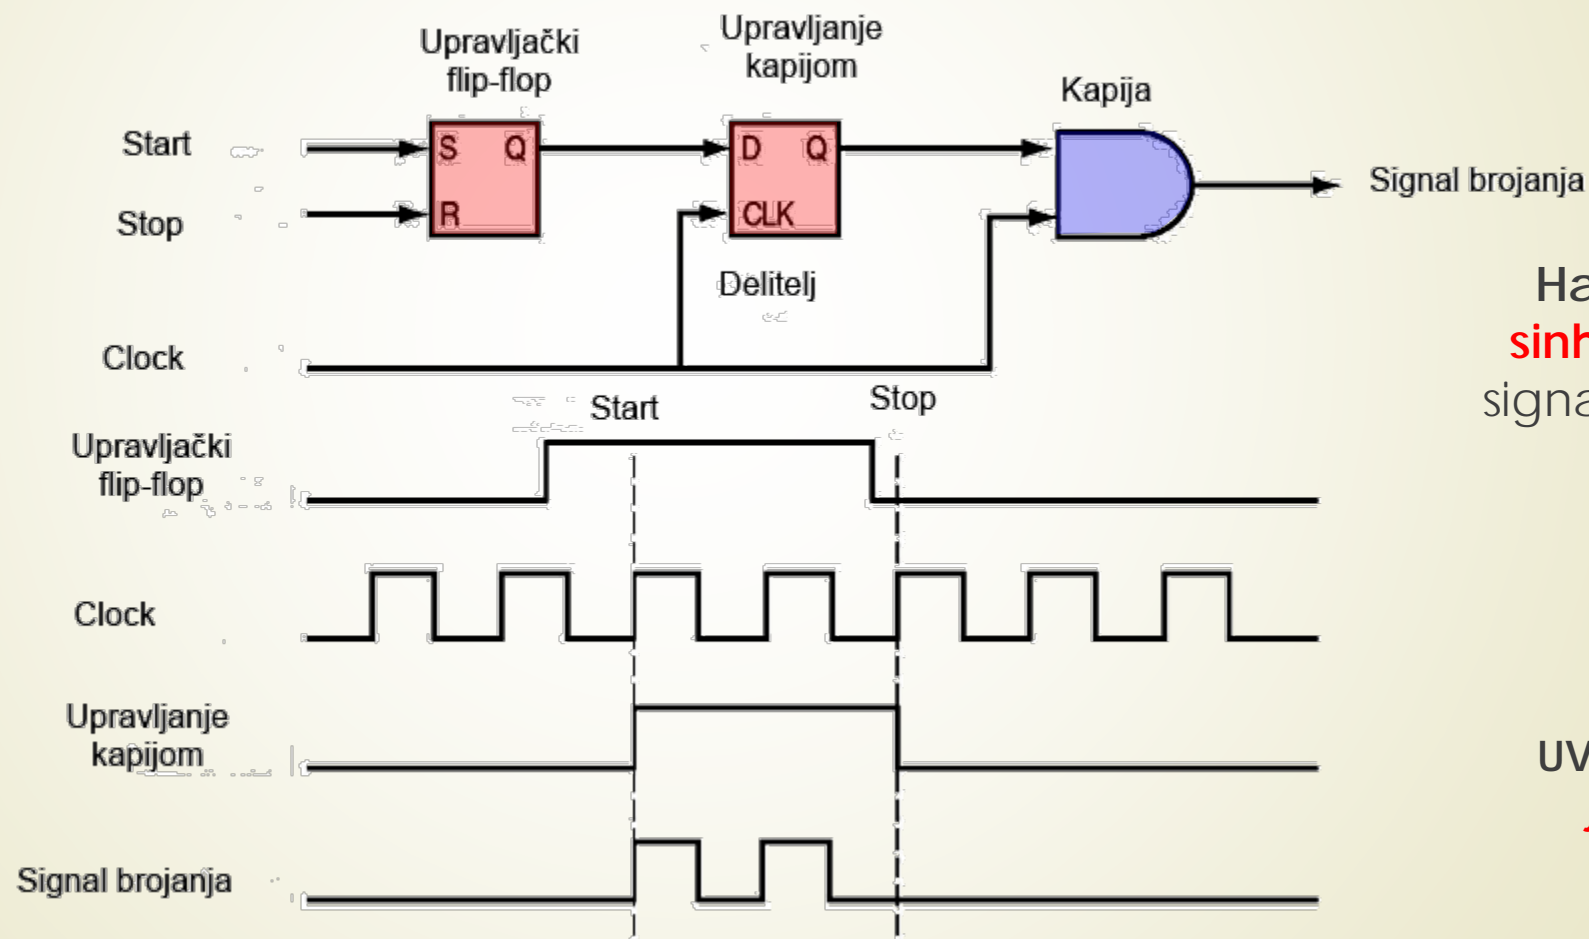 Upravljački
flip-flop
Upravljanje
kapijom
Kapija
Start
S Q
D Q
Stop
R
CLK
Signal brojanja
Delitelj
Clock
Start
Stop
Upravljački
flip-flop
Clock
Upravljanje
kapijom
Signal brojanja